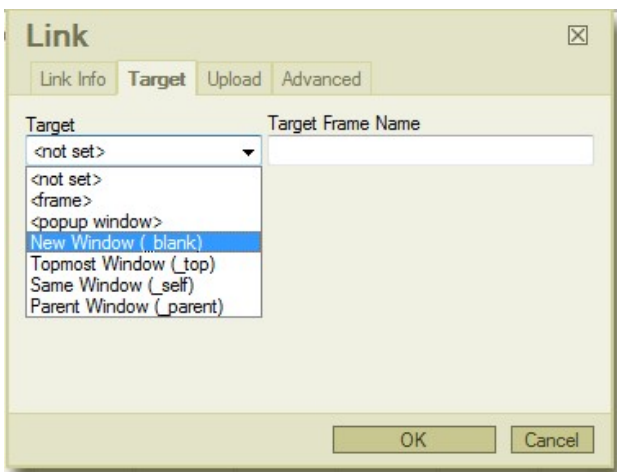 Link
Link Info Target Upload Advanced
Target Target Frame Name
<not set>
<not set>
<frame>
<popup window>
New Window (_blank)
Topmost Window (_top)
Same Window (_self)
Parent Window (_parent)
OK Cancel